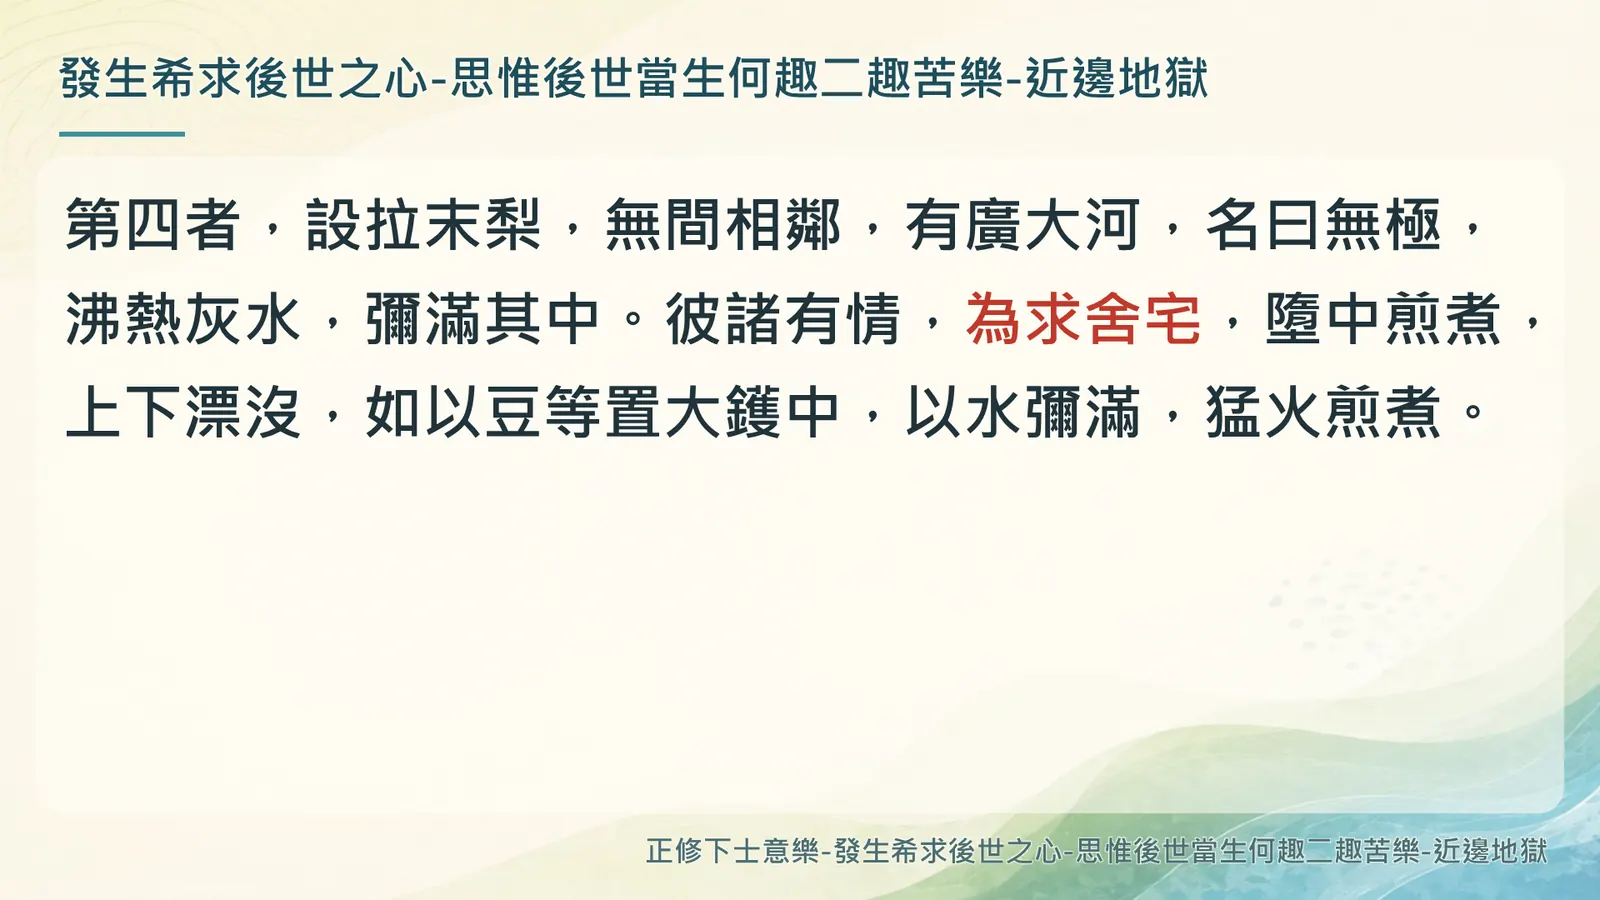 發生希求後世之心-思惟後世當生何趣二趣苦樂-近邊地獄
第四者，設拉末梨，無間相鄰，有廣大河，名曰無極，
沸熱灰水，彌滿其中。彼諸有情，為求舍宅，墮中煎煮，
上下漂沒，如以豆等置大鑊中，以水彌滿，猛火煎煮。
正修下士意樂-發生希求後世之心-思惟後世當生何趣二趣苦樂-近邊地獄